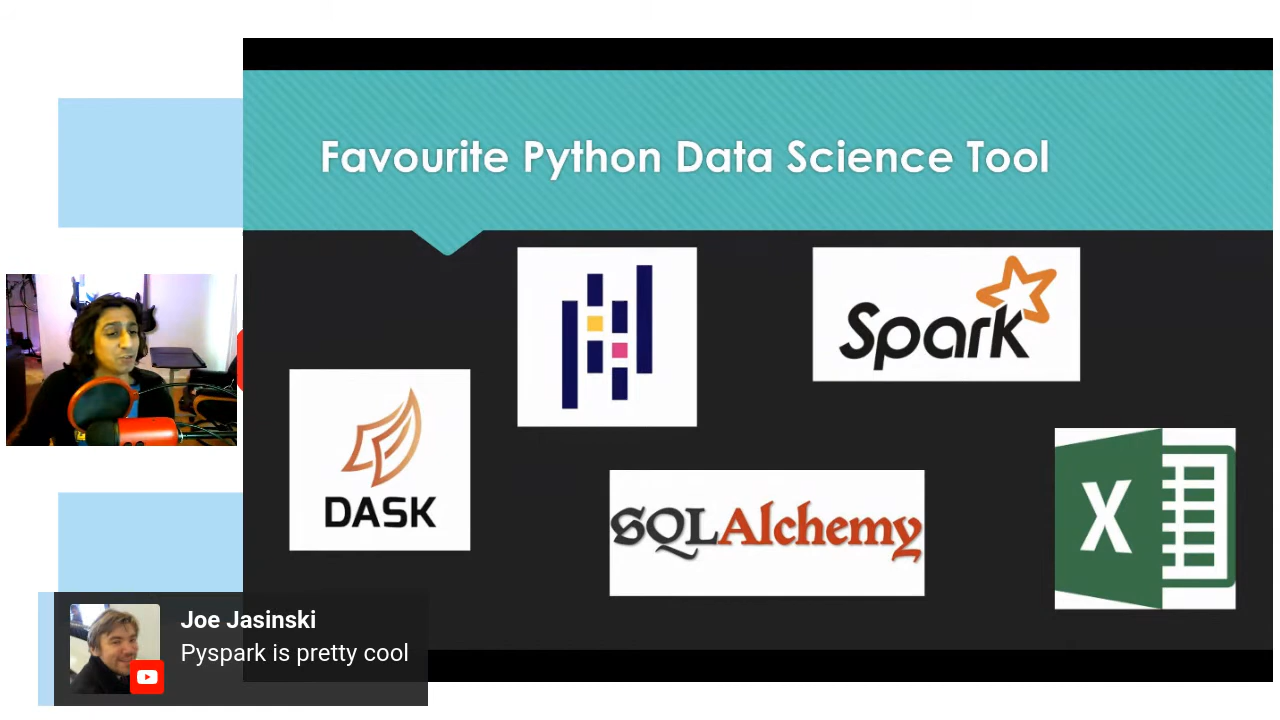 Favourite Python Data Science Tool
Spark
DASK
SQLAlchemy
X
Joe Jasinski
Pyspark is pretty cool